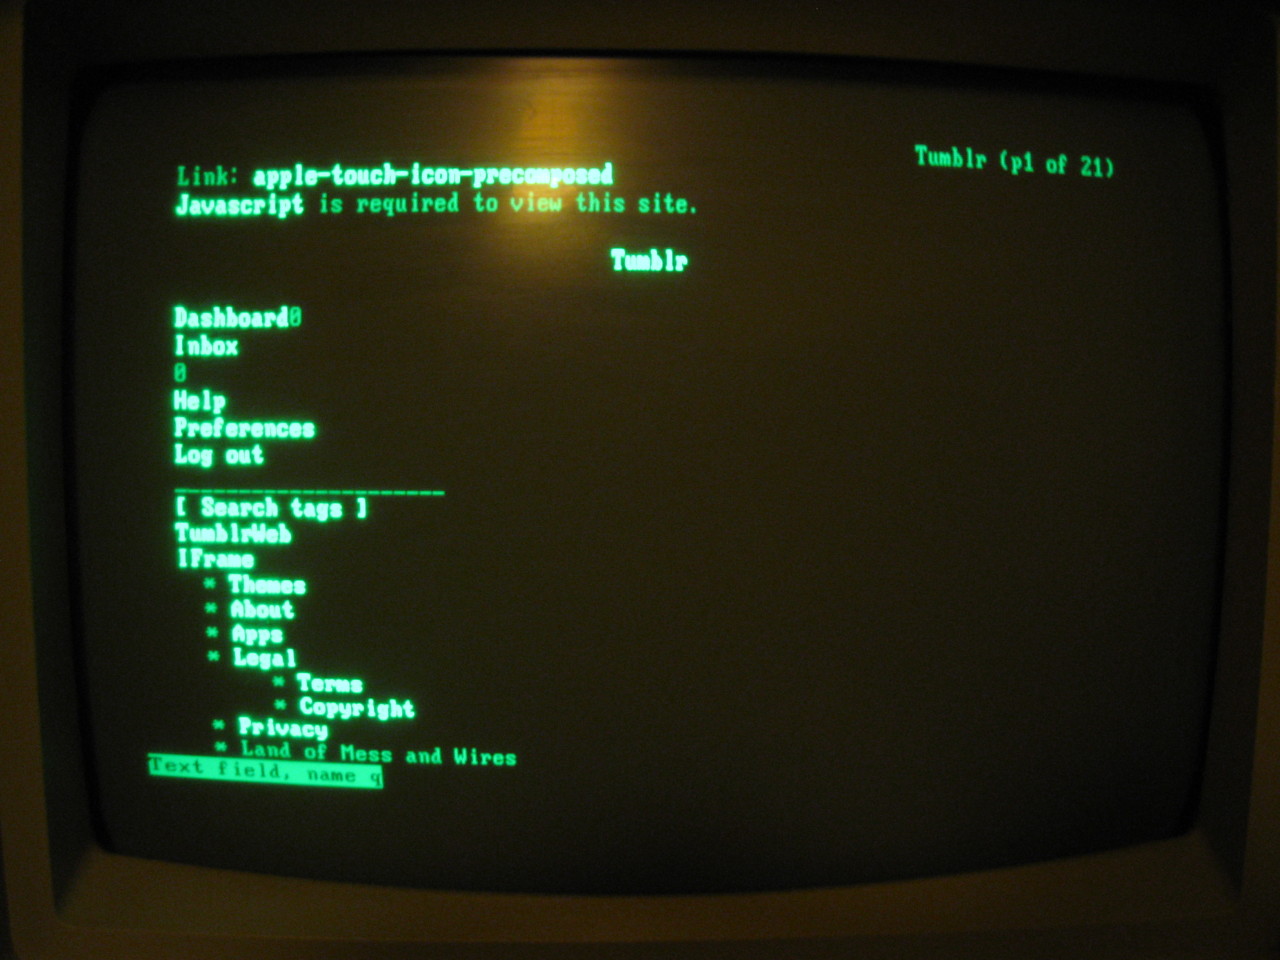 Tumblr (p1 of 21)
Link: apple-touch-icon-precomposed
Javascript is required to view this site.
Tumblr
Dashboard0
Inbox
0
Help
Preferences
Log out
_____________________
[ Search tags ]
TumblrWeb
IFrame
* Themes
* About
* Apps
* Legal
* Terms
* Copyright
* Privacy
* Land of Mess and Wires
Text field, name q